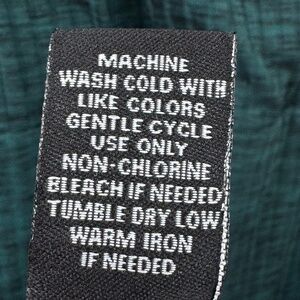 MACHINE
WASH COLD WITH
LIKE COLORS
GENTLE CYCLE
USE ONLY
NON-CHLORINE
BLEACH IF NEEDED
TUMBLE DRY LOW
WARM IRON
IF NEEDED